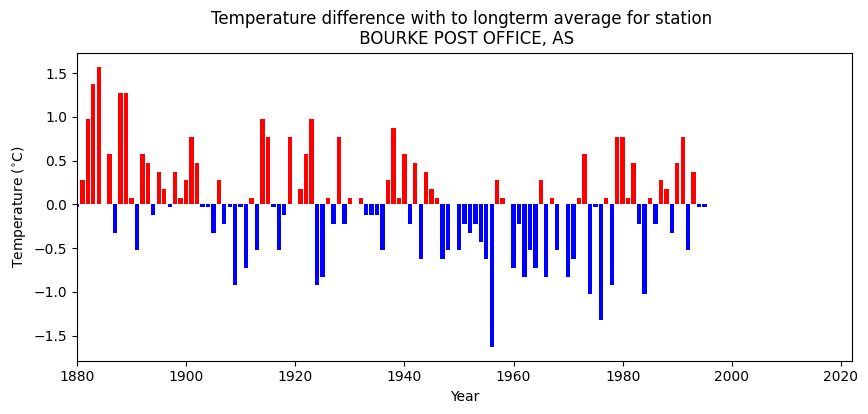 Temperature difference with to longterm average for station
BOURKE POST OFFICE, AS
1.5
1.0
0.5
0.0
−0.5
−1.0
−1.5
Temperature (°C)
1880 1900 1920 1940 1960 1980 2000 2020
Year